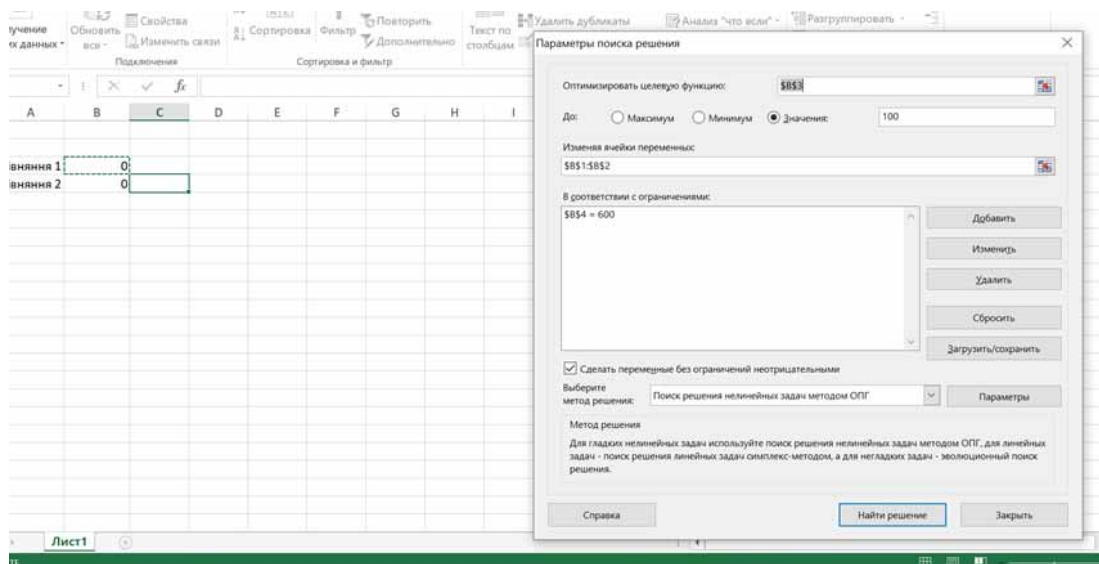 лучение
их данных
Обновить
все
Свойства
Изменить связи
Подключения
Сортировка
Фильтр
Повторить
Дополнительно
Сортировка и фильтр
Текст по
столбцам
Удалить дубликаты
Анализ "что если"
Разгруппировать
fx
A B C D E F G H I
вняння 1 0
вняння 2 0
Лист1
Параметры поиска решения
Оптимизировать целевую функцию: $B$3
До: Максимум Минимум Значения: 100
Изменяя ячейки переменных:
$B$1:$B$2
В соответствии с ограничениями:
$B$4 = 600
Добавить
Изменить
Удалить
Сбросить
Загрузить/сохранить
Сделать переменные без ограничений неотрицательными
Выберите
метод решения:
Поиск решения нелинейных задач методом ОПГ
Параметры
Метод решения
Для гладких нелинейных задач используйте поиск решения нелинейных задач методом ОПГ, для линейных
задач - поиск решения линейных задач симплекс-методом, а для негладких задач - эволюционный поиск
решения.
Справка
Найти решение
Закрыть